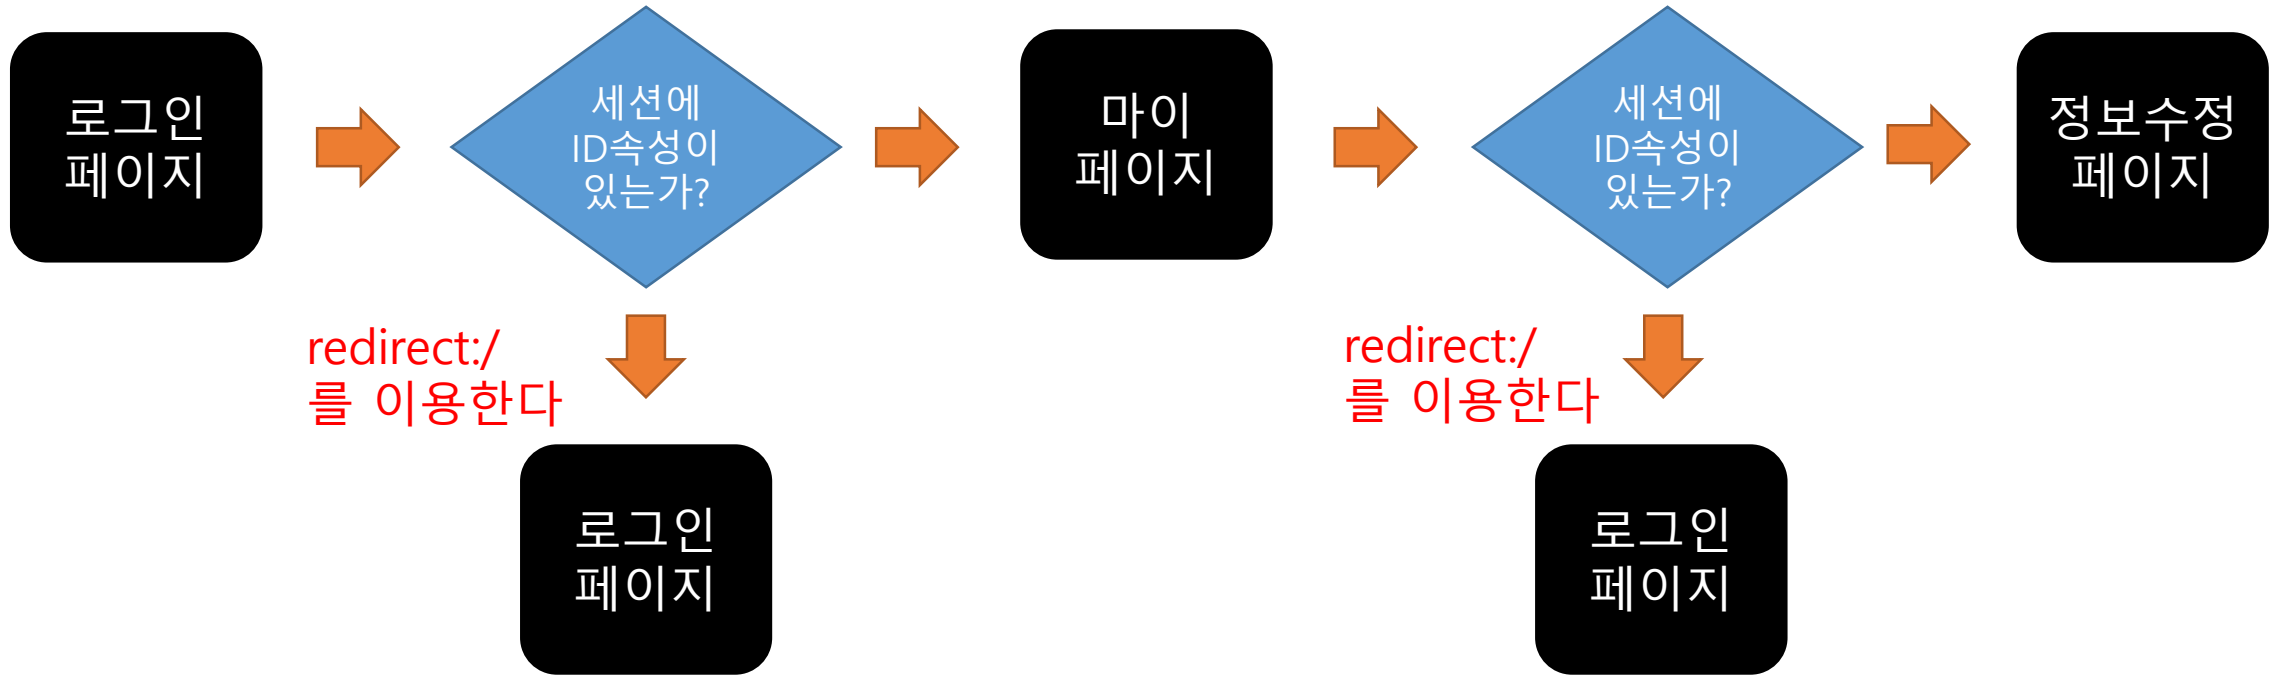 로그인
페이지
세션에
ID속성이
있는가?
마이
페이지
세션에
ID속성이
있는가?
정보수정
페이지
redirect:/
를 이용한다
redirect:/
를 이용한다
로그인
페이지
로그인
페이지